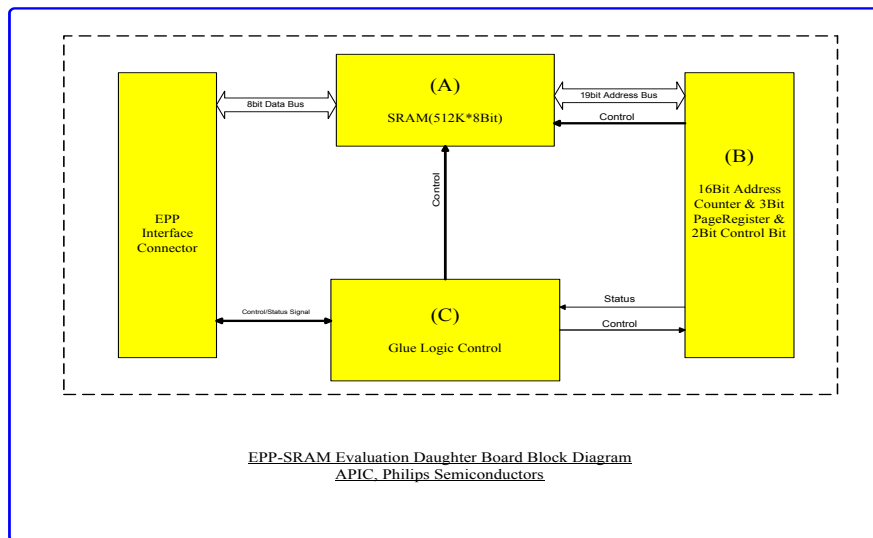 (A)
SRAM(512K*8Bit)
8bit Data Bus
19bit Address Bus
Control
(B)
16Bit Address
Counter & 3Bit
PageRegister &
2Bit Control Bit
EPP
Interface
Connector
Control
Control/Status Signal
(C)
Glue Logic Control
Status
Control
EPP-SRAM Evaluation Daughter Board Block Diagram
APIC, Philips Semiconductors